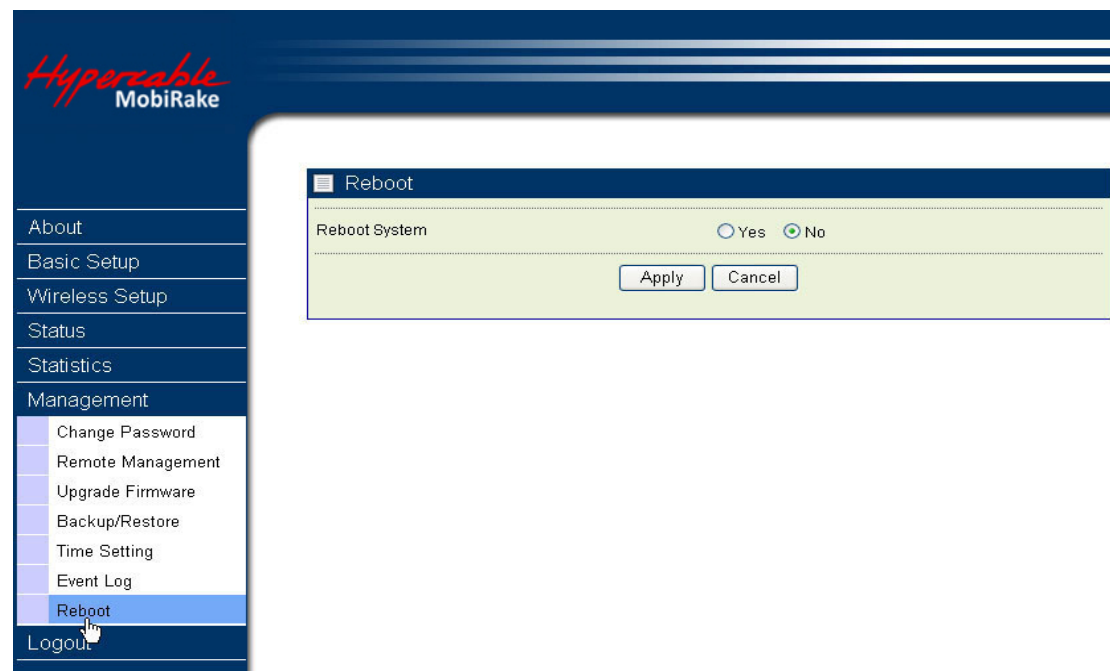 Hypercable
MobiRake
Reboot
Reboot System Yes No
Apply Cancel
About
Basic Setup
Wireless Setup
Status
Statistics
Management
Change Password
Remote Management
Upgrade Firmware
Backup/Restore
Time Setting
Event Log
Reboot
Logout